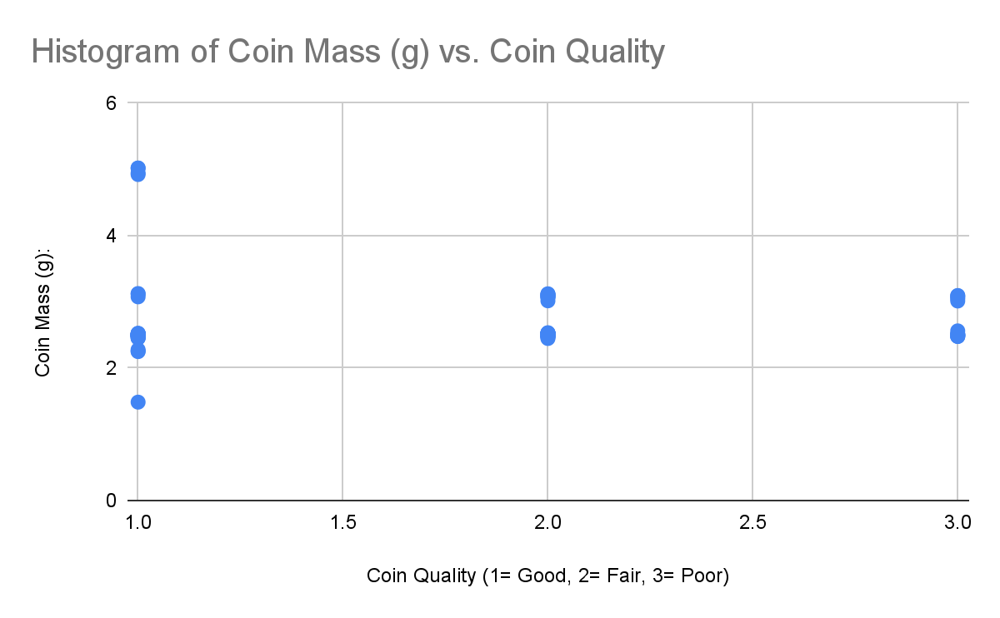 Histogram of Coin Mass (g) vs. Coin Quality
6
4
2
0
Coin Mass (g):
1.0 1.5 2.0 2.5 3.0
Coin Quality (1= Good, 2= Fair, 3= Poor)